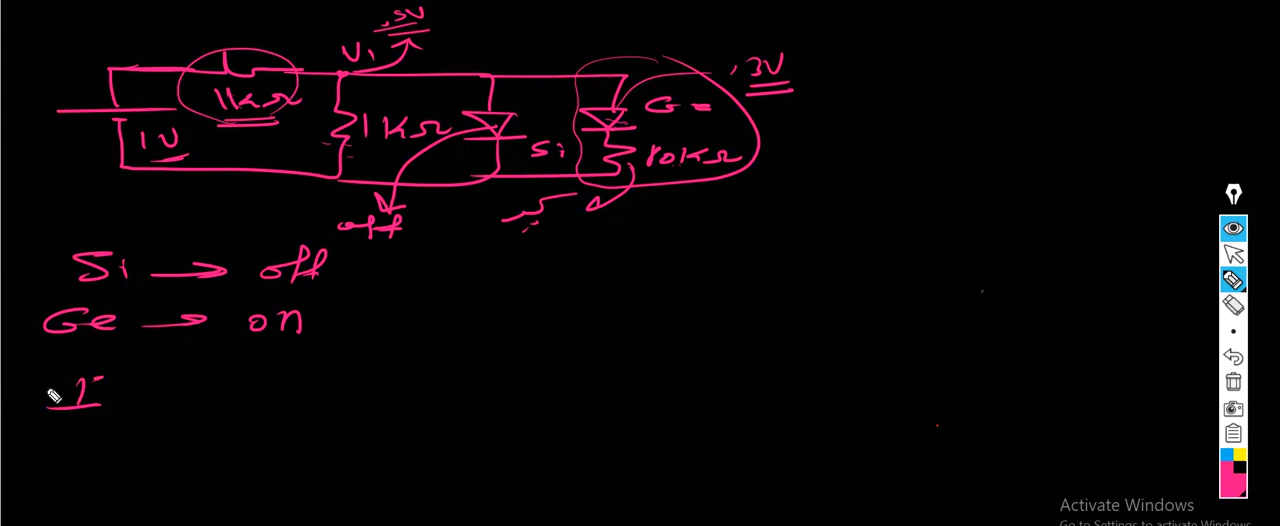 .5V
V1
.3V
1KΩ
1V
1KΩ
Si
Ge
10KΩ
off
Si → off
Ge → on
I
Activate Windows
Go to Settings to activate Windows